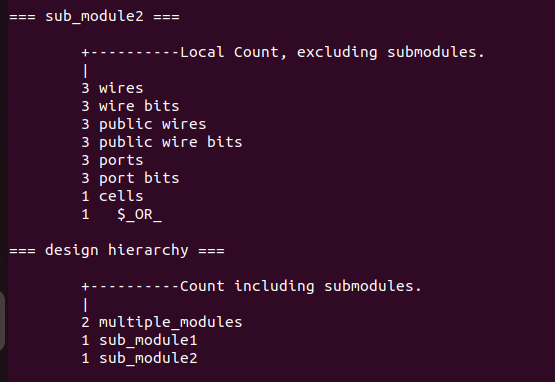 === sub_module2 ===
+----------Local Count, excluding submodules.
|
3 wires
3 wire bits
3 public wires
3 public wire bits
3 ports
3 port bits
1 cells
1   $_OR_
=== design hierarchy ===
+----------Count including submodules.
|
2 multiple_modules
1 sub_module1
1 sub_module2